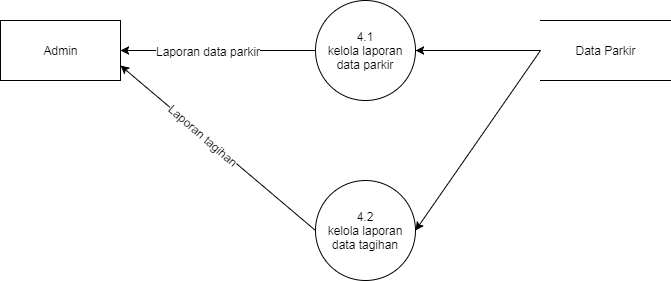 Admin
Laporan data parkir
4.1
kelola laporan
data parkir
Data Parkir
Laporan tagihan
4.2
kelola laporan
data tagihan